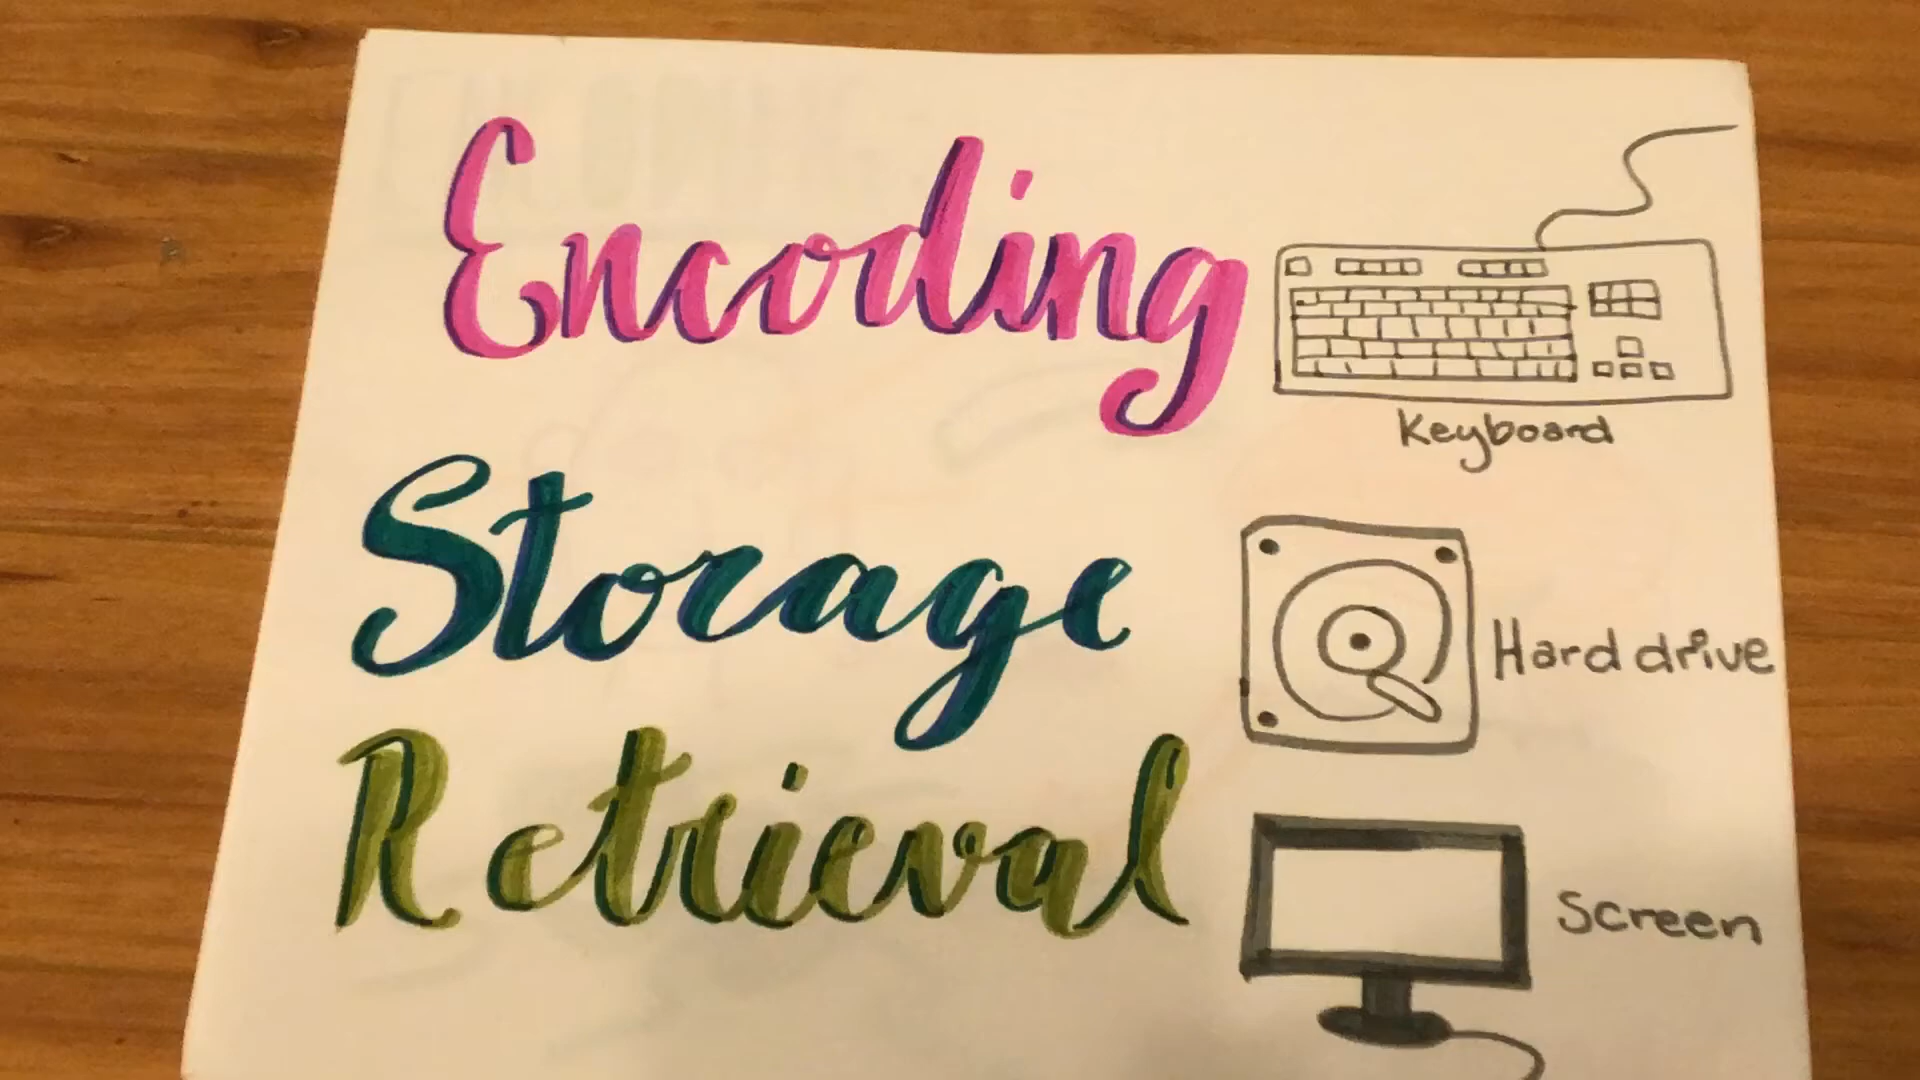 Encoding
Keyboard
Storage
Hard drive
Retrieval
Screen